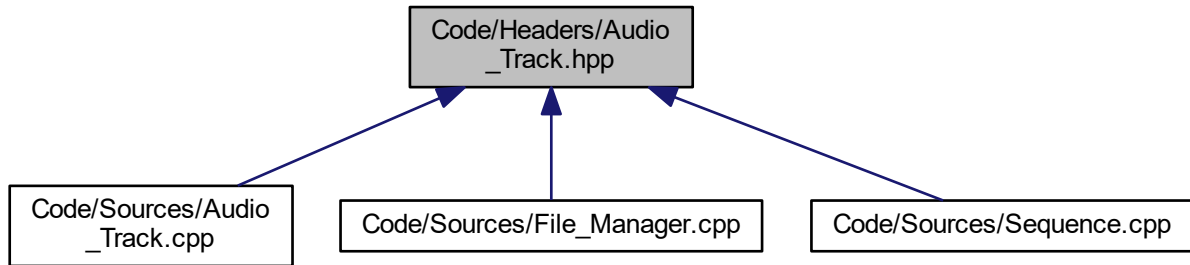 Code/Headers/Audio
_Track.hpp
Code/Sources/Audio
_Track.cpp
Code/Sources/File_Manager.cpp
Code/Sources/Sequence.cpp